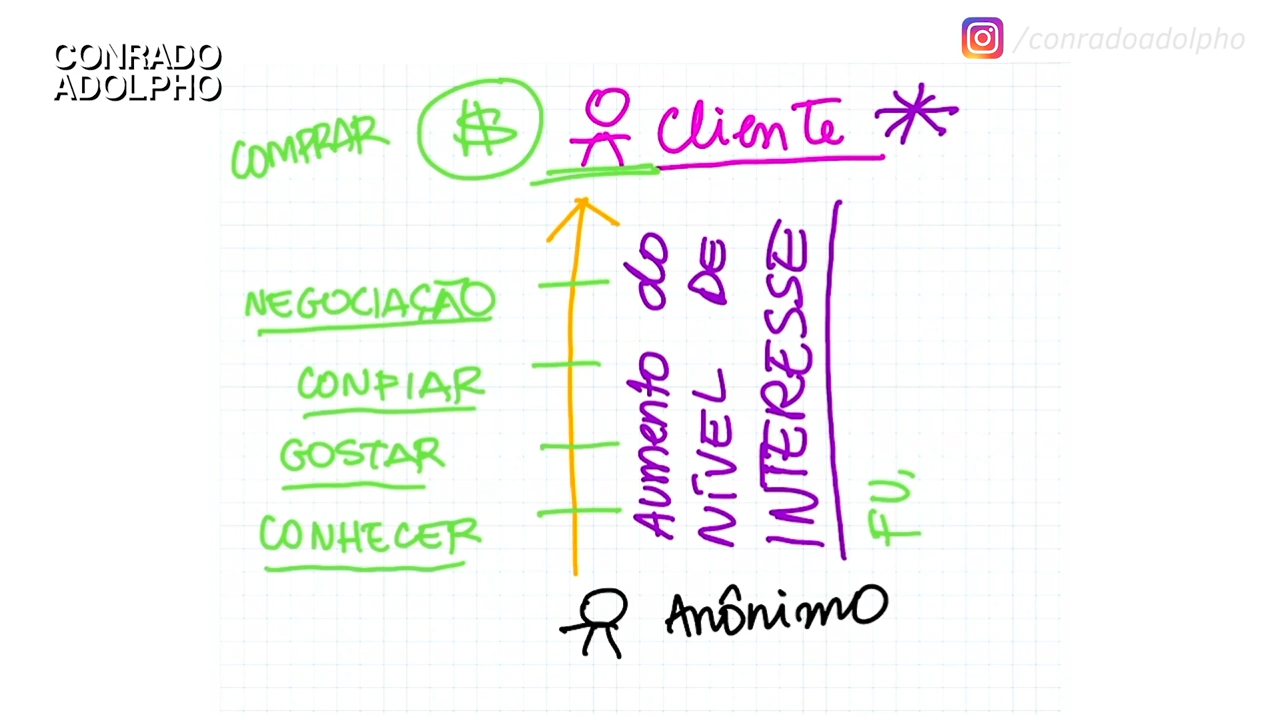 CONRADO
ADOLPHO
/conradoadolpho
COMPRAR
$
Cliente
NEGOCIAÇÃO
CONFIAR
GOSTAR
CONHECER
Aumento do
NÍVEL DE
INTERESSE
FU
Anônimo